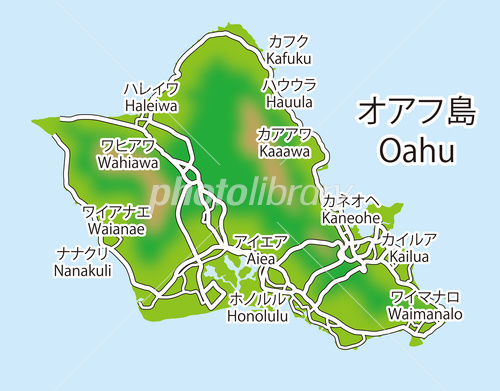 カフク
Kafuku
ハレイワ
Haleiwa
ハウウラ
Hauula
オアフ島
Oahu
カアアワ
Kaaawa
ワヒアワ
Wahiawa
photolibrary
カネオヘ
Kaneohe
ワイアナエ
Waianae
アイエア
Aiea
カイルア
Kailua
ナナクリ
Nanakuli
ホノルル
Honolulu
ワイマナロ
Waimanalo